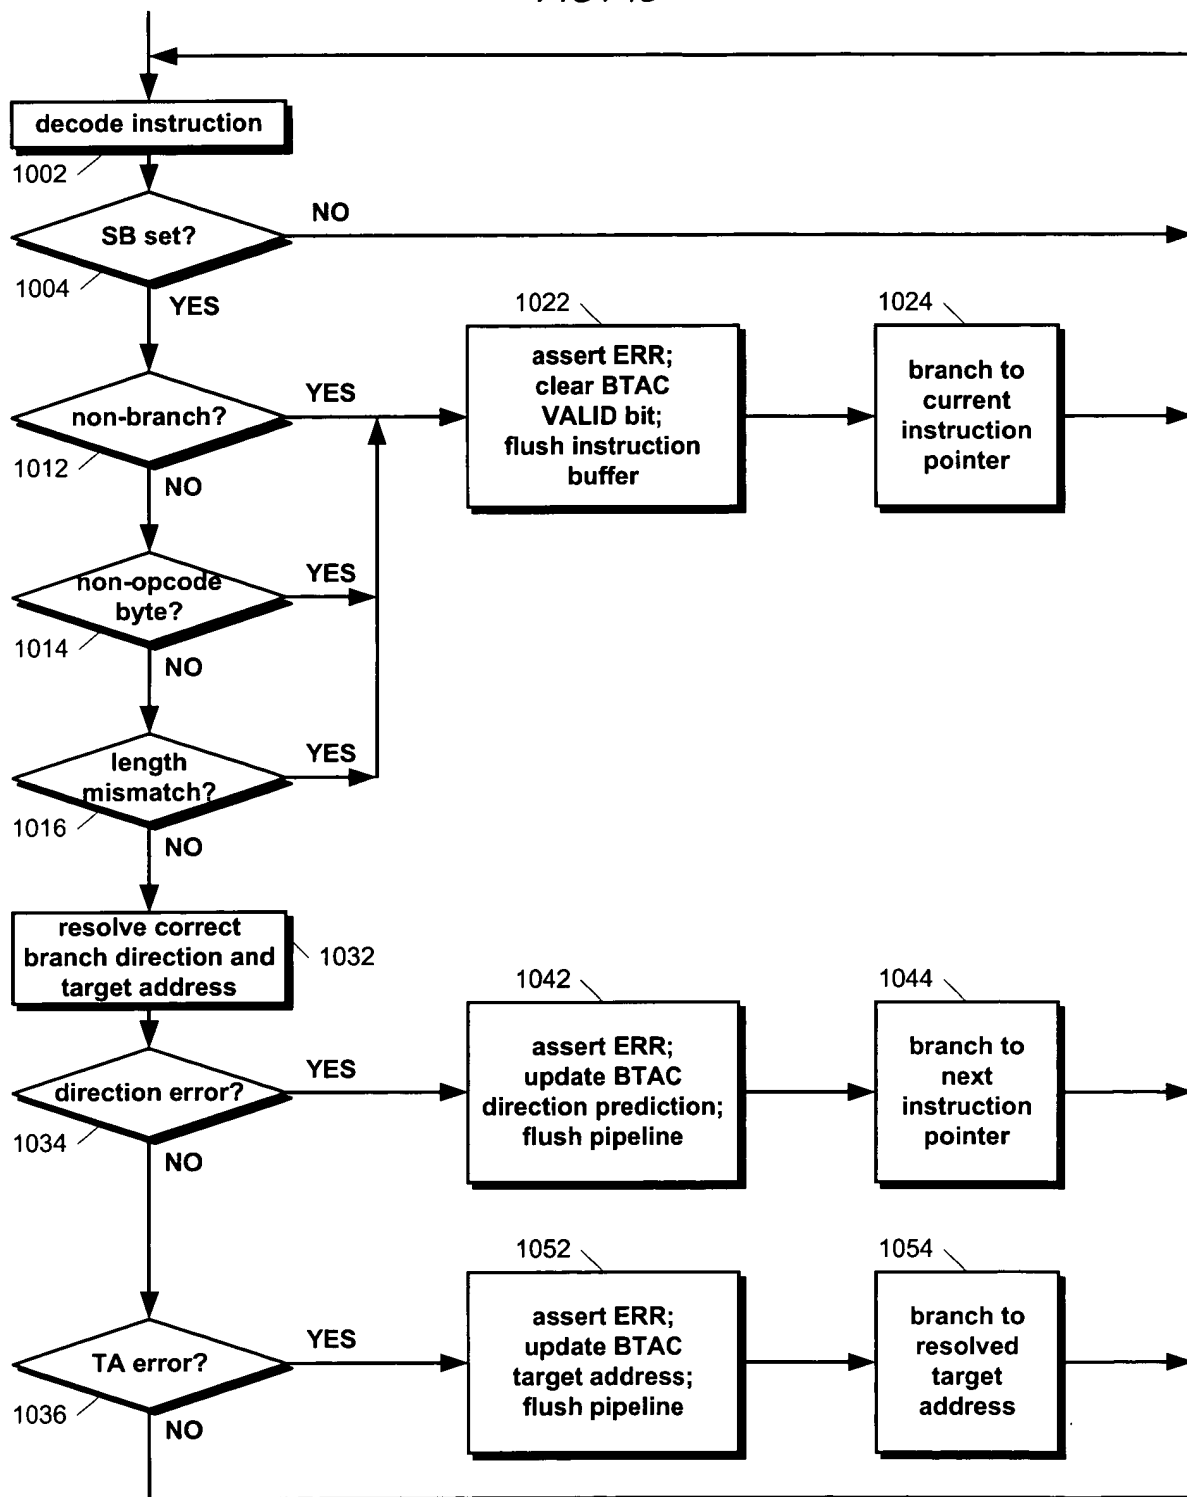 decode instruction
1002
SB set?
NO
1004
YES
1022
1024
non-branch?
YES
assert ERR;
clear BTAC
VALID bit;
flush instruction
buffer
branch to
current
instruction
pointer
1012
NO
non-opcode
byte?
YES
1014
NO
length
mismatch?
YES
1016
NO
resolve correct
branch direction and
target address
1032
1042
1044
direction error?
YES
assert ERR;
update BTAC
direction prediction;
flush pipeline
branch to
next
instruction
pointer
1034
NO
1052
1054
TA error?
YES
assert ERR;
update BTAC
target address;
flush pipeline
branch to
resolved
target
address
1036
NO